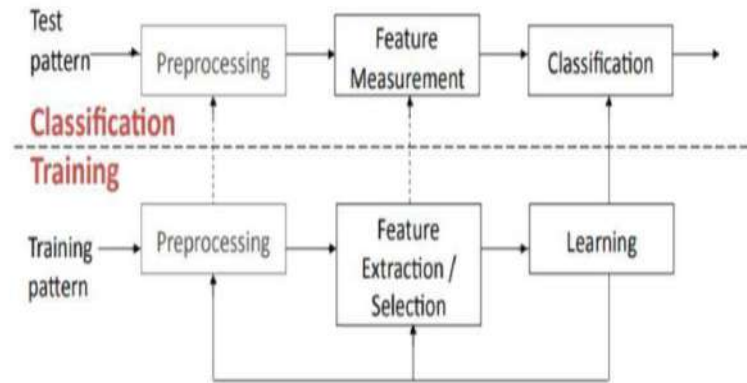 Test
pattern
Preprocessing
Feature
Measurement
Classification
Classification
Training
Training
pattern
Preprocessing
Feature
Extraction /
Selection
Learning